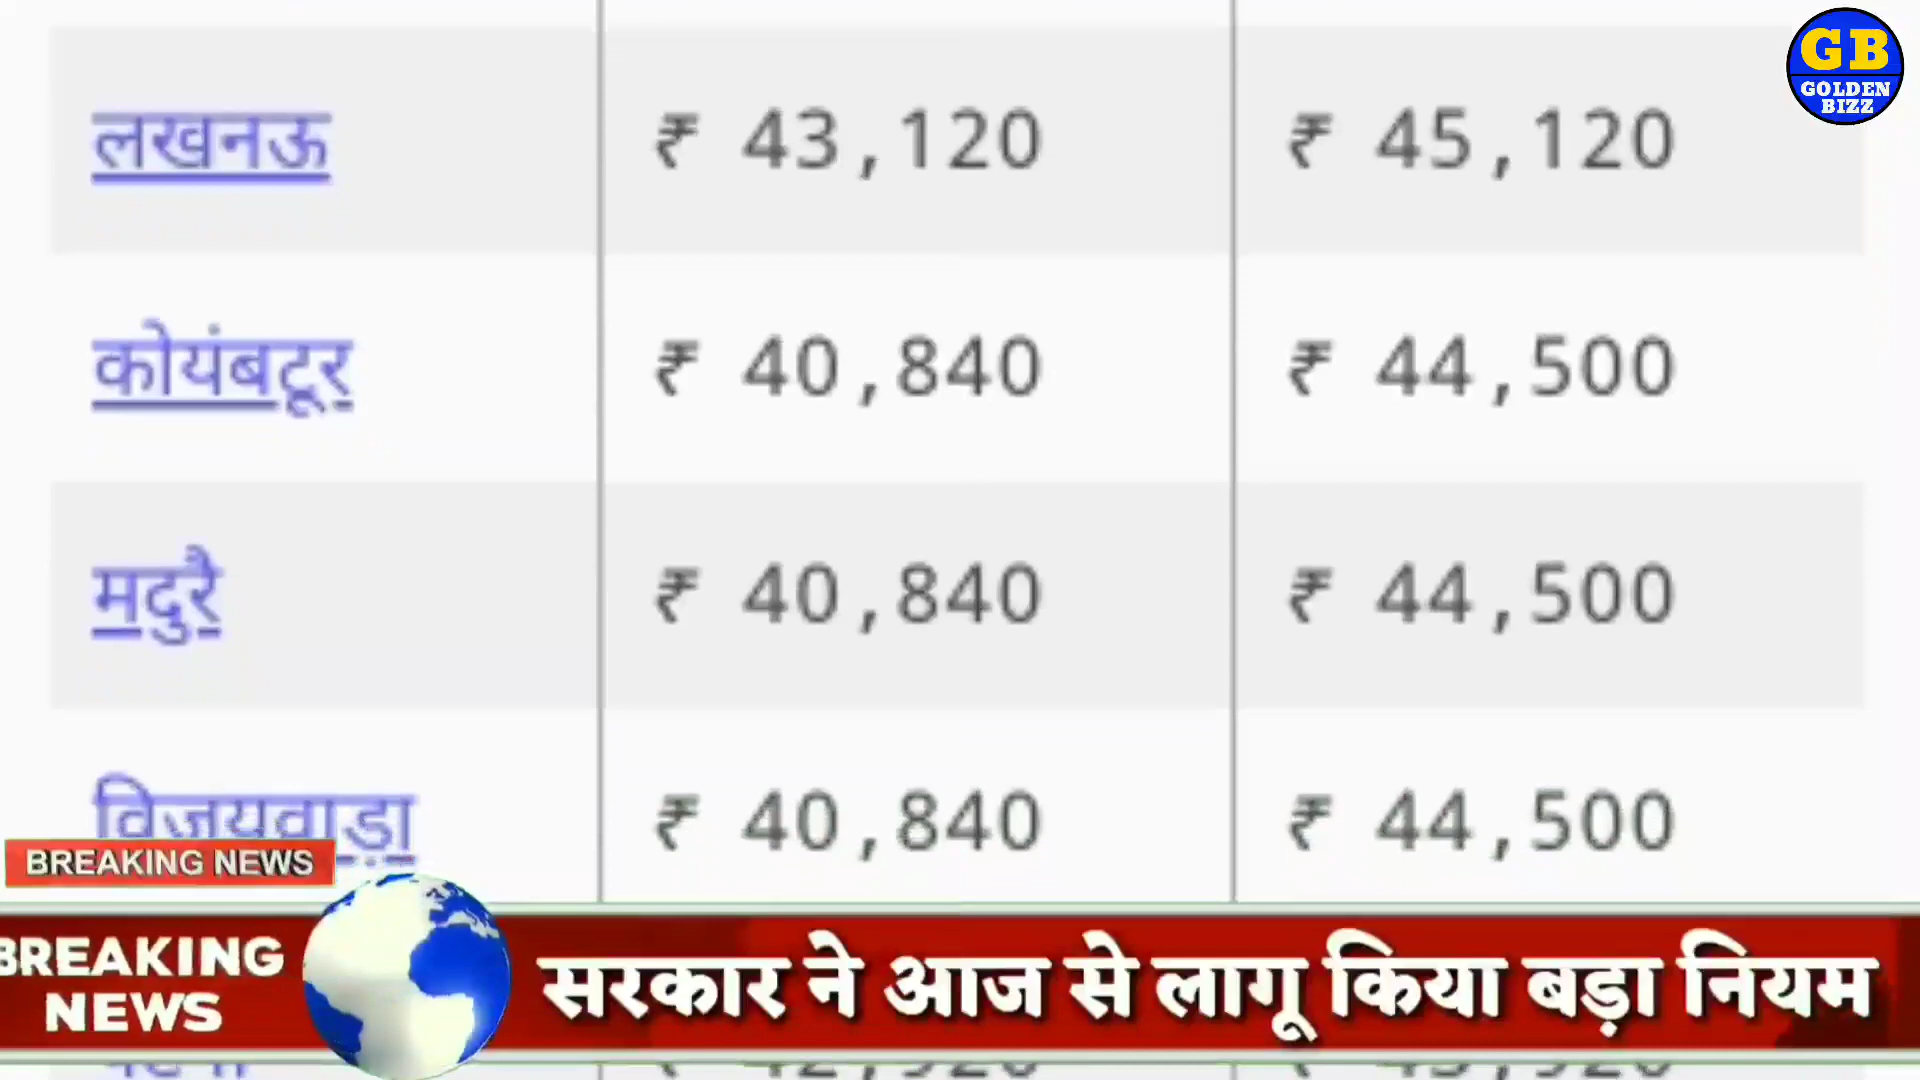 GB
GOLDEN
BIZZ
लखनऊ ₹ 43,120 ₹ 45,120
कोयंबटूर ₹ 40,840 ₹ 44,500
मदुरै ₹ 40,840 ₹ 44,500
विजयवाड़ा ₹ 40,840 ₹ 44,500
BREAKING NEWS
BREAKING
NEWS
सरकार ने आज से लागू किया बड़ा नियम